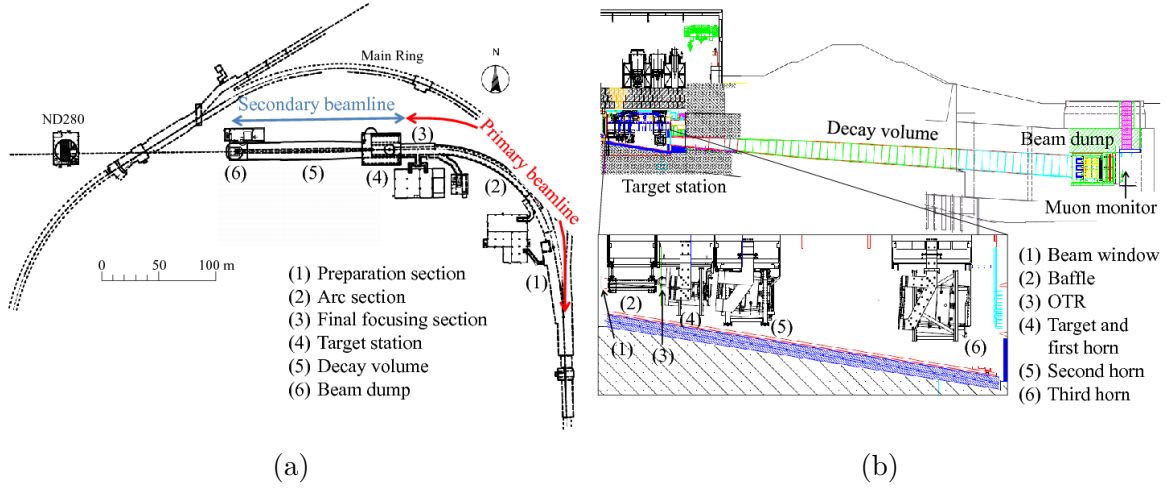 Main Ring
N
ND280
Secondary beamline
Primary beamline
(3)
(6)
(5)
(4)
(2)
(1)
0 50 100 m
(1) Preparation section
(2) Arc section
(3) Final focusing section
(4) Target station
(5) Decay volume
(6) Beam dump
(a)
Decay volume
Beam dump
Target station
Muon monitor
(2)
(4)
(5)
(6)
(1)
(3)
(1) Beam window
(2) Baffle
(3) OTR
(4) Target and
first horn
(5) Second horn
(6) Third horn
(b)